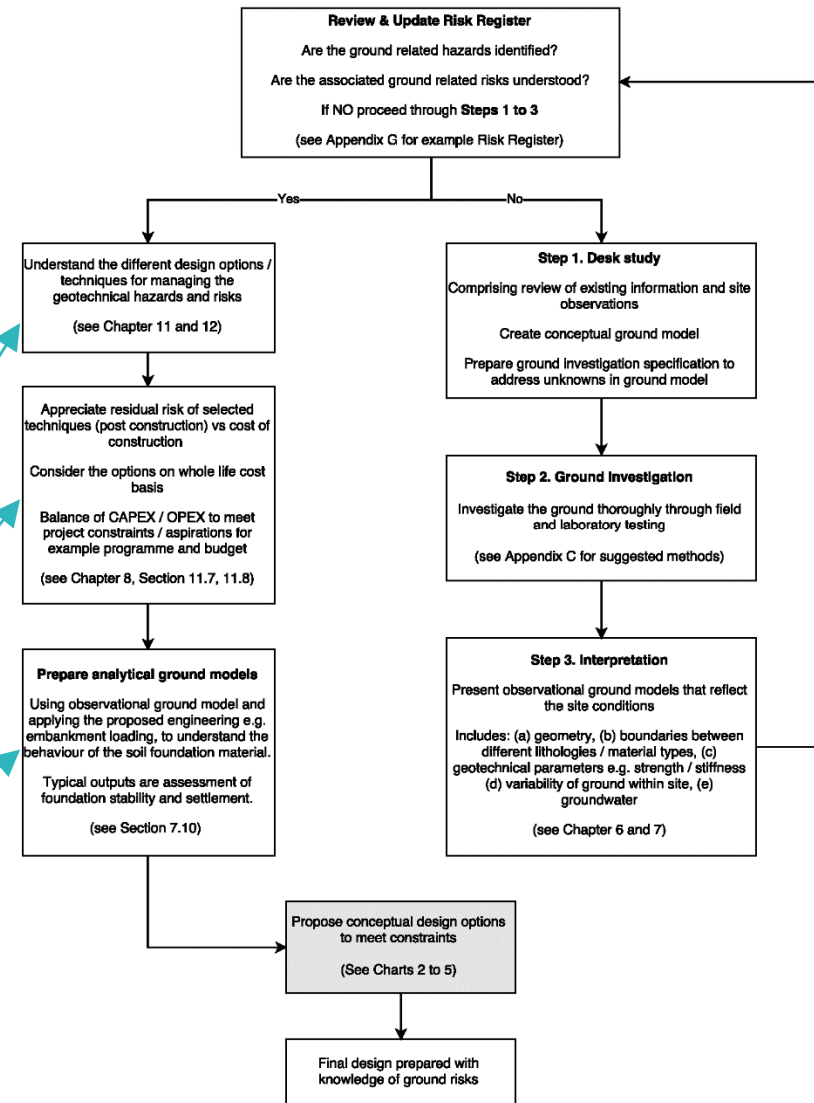 Review & Update Risk Register
Are the ground related hazards identified?
Are the associated ground related risks understood?
If NO proceed through Steps 1 to 3
(see Appendix G for example Risk Register)
Yes
No
Understand the different design options /
techniques for managing the
geotechnical hazards and risks
(see Chapter 11 and 12)
Appreciate residual risk of selected
techniques (post construction) vs cost of
construction
Consider the options on whole life cost
basis
Balance of CAPEX / OPEX to meet
project constraints / aspirations for
example programme and budget
(see Chapter 8, Section 11.7, 11.8)
Prepare analytical ground models
Using observational ground model and
applying the proposed engineering e.g.
embankment loading, to understand the
behaviour of the soil foundation material.
Typical outputs are assessment of
foundation stability and settlement.
(see Section 7.10)
Step 1. Desk study
Comprising review of existing information and site
observations
Create conceptual ground model
Prepare ground investigation specification to
address unknowns in ground model
Step 2. Ground Investigation
Investigate the ground thoroughly through field
and laboratory testing
(see Appendix C for suggested methods)
Step 3. Interpretation
Present observational ground models that reflect
the site conditions
Includes: (a) geometry, (b) boundaries between
different lithologies / material types, (c)
geotechnical parameters e.g. strength / stiffness
(d) variability of ground within site, (e)
groundwater
(see Chapter 6 and 7)
Propose conceptual design options
to meet constraints
(See Charts 2 to 5)
Final design prepared with
knowledge of ground risks